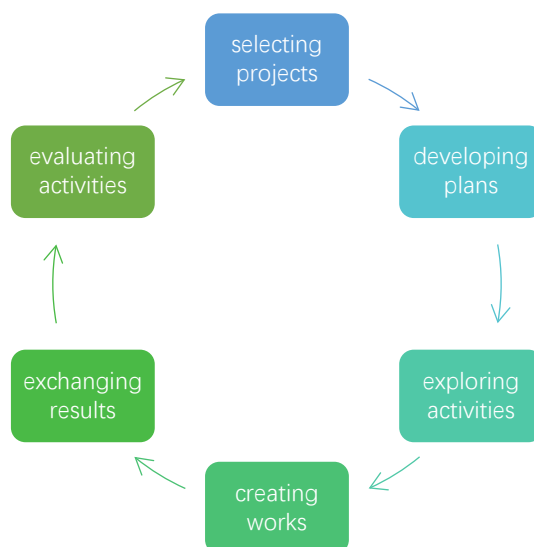 selecting
projects
developing
plans
exploring
activities
creating
works
exchanging
results
evaluating
activities